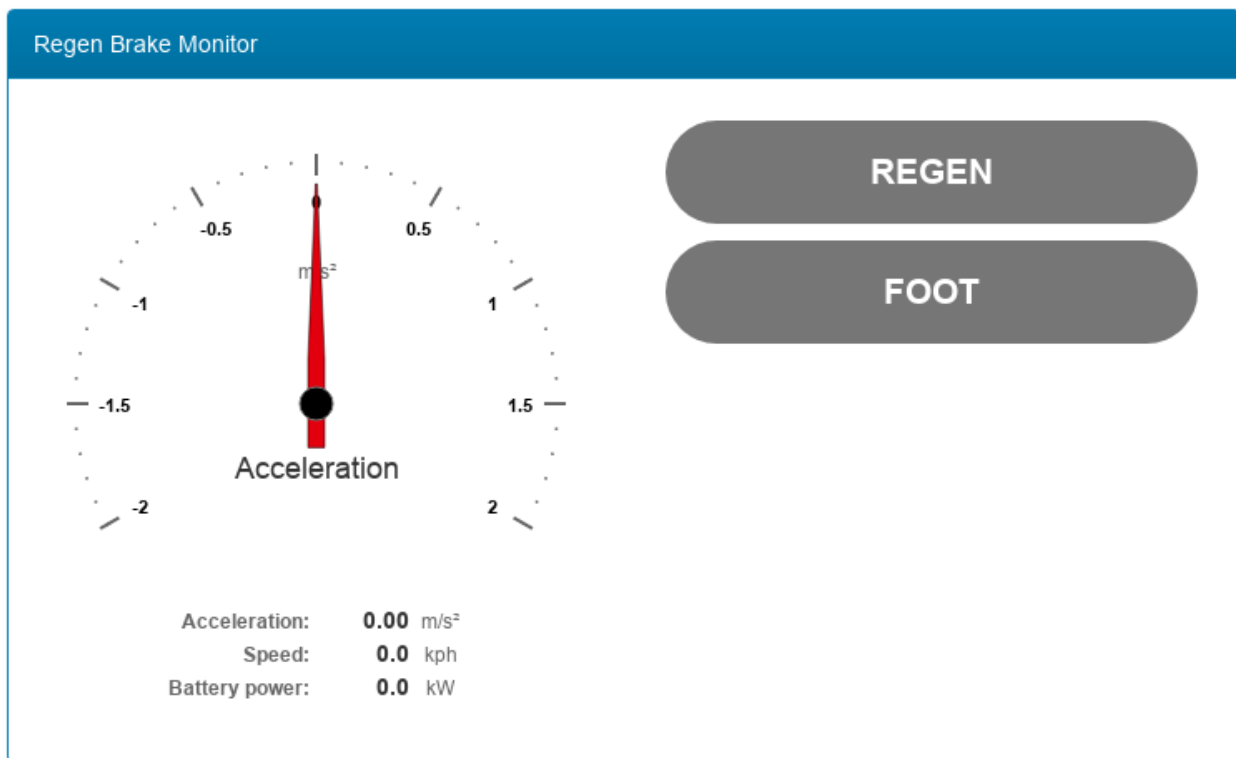 Regen Brake Monitor
0
-0.5
0.5
m/s²
-1
1
-1.5
1.5
Acceleration
-2
2
Acceleration: 0.00 m/s²
Speed: 0.0 kph
Battery power: 0.0 kW
REGEN
FOOT